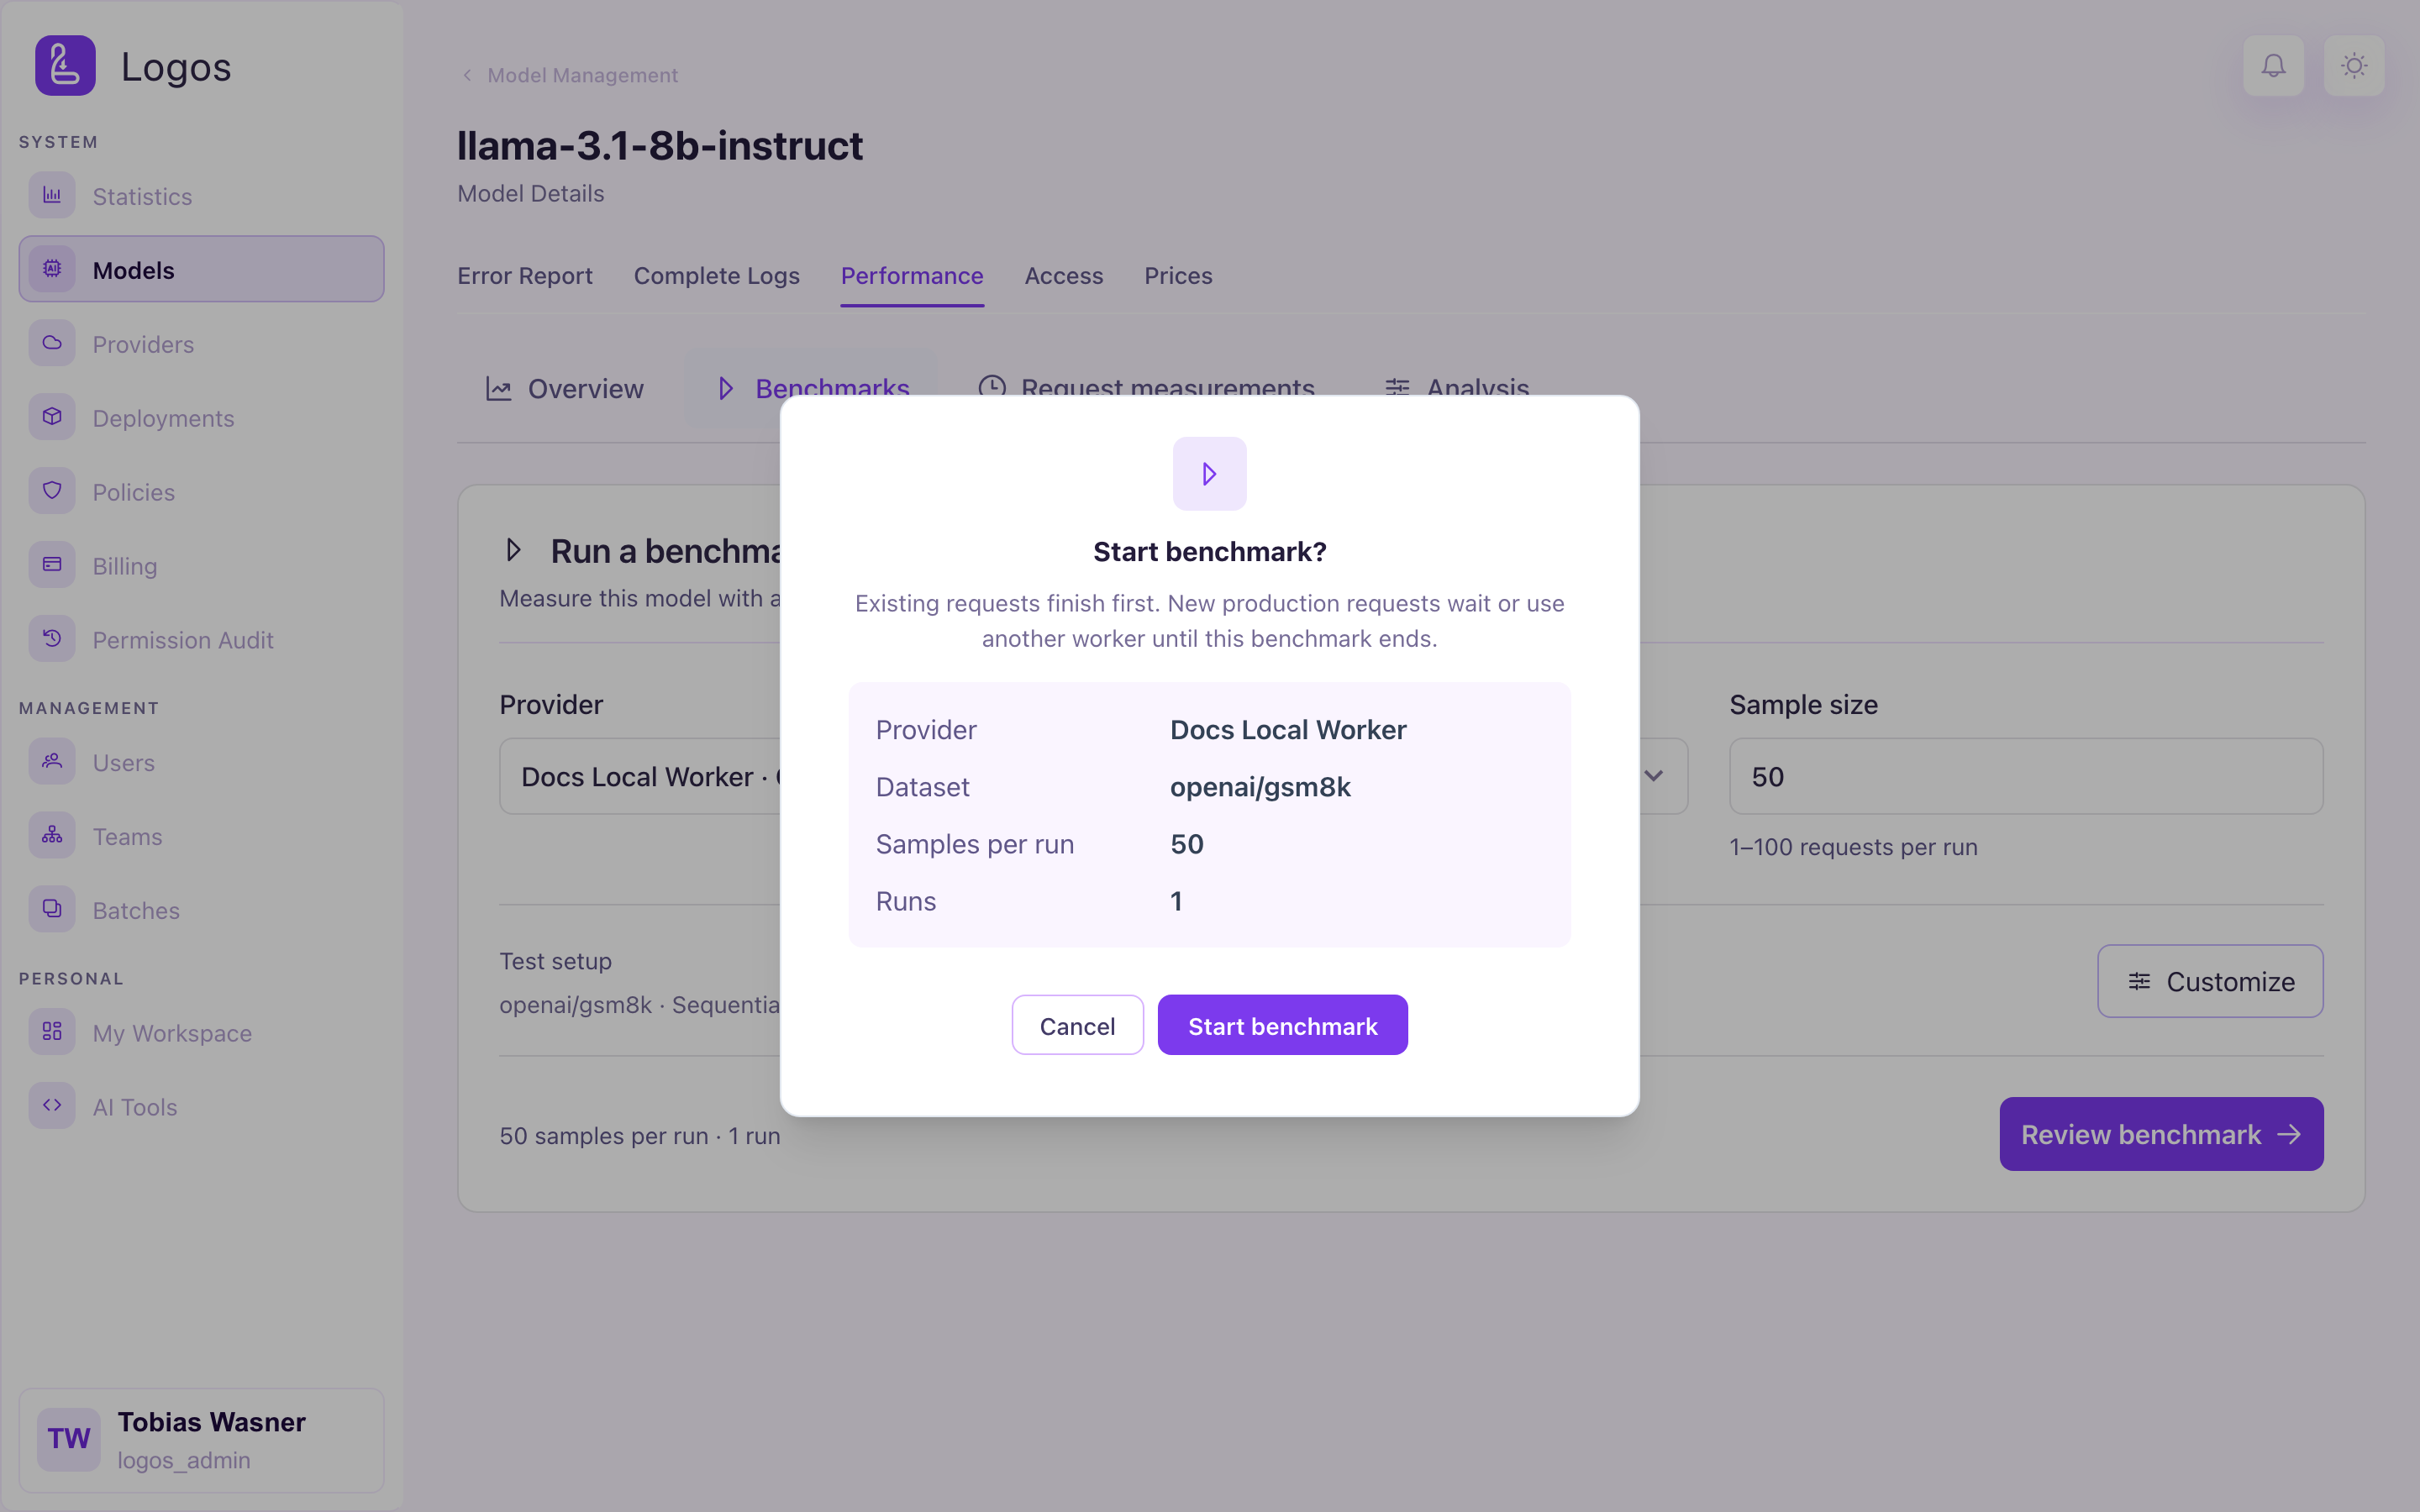 Logos
SYSTEM
Statistics
Models
Providers
Deployments
Policies
Billing
Permission Audit
MANAGEMENT
Users
Teams
Batches
PERSONAL
My Workspace
AI Tools
TW
Tobias Wasner
logos_admin
Model Management
llama-3.1-8b-instruct
Model Details
Error Report Complete Logs Performance Access Prices
Overview Benchmarks Request measurements Analysis
Run a
Measure this model with
Provider
Docs Local Worker ·
Sample size
50
1–100 requests per run
Test setup
openai/gsm8k ·
Customize
50 samples per run · 1 run
Review benchmark
Start benchmark?
Existing requests finish first. New production requests wait or use
another worker until this benchmark ends.
Provider Docs Local Worker
Dataset openai/gsm8k
Samples per run 50
Runs 1
Cancel Start benchmark